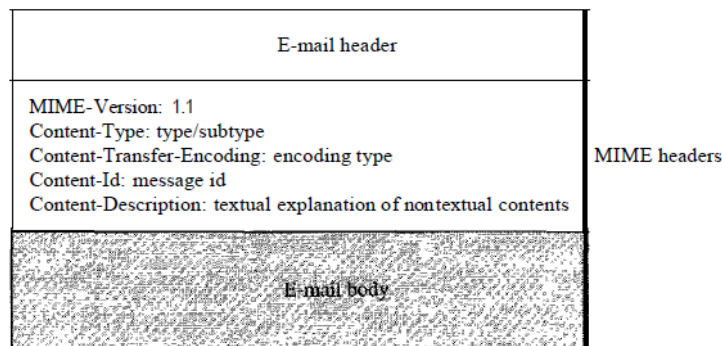 E-mail header
MIME-Version: 1.1
Content-Type: type/subtype
Content-Transfer-Encoding: encoding type
Content-Id: message id
Content-Description: textual explanation of nontextual contents
MIME headers
E-mail body